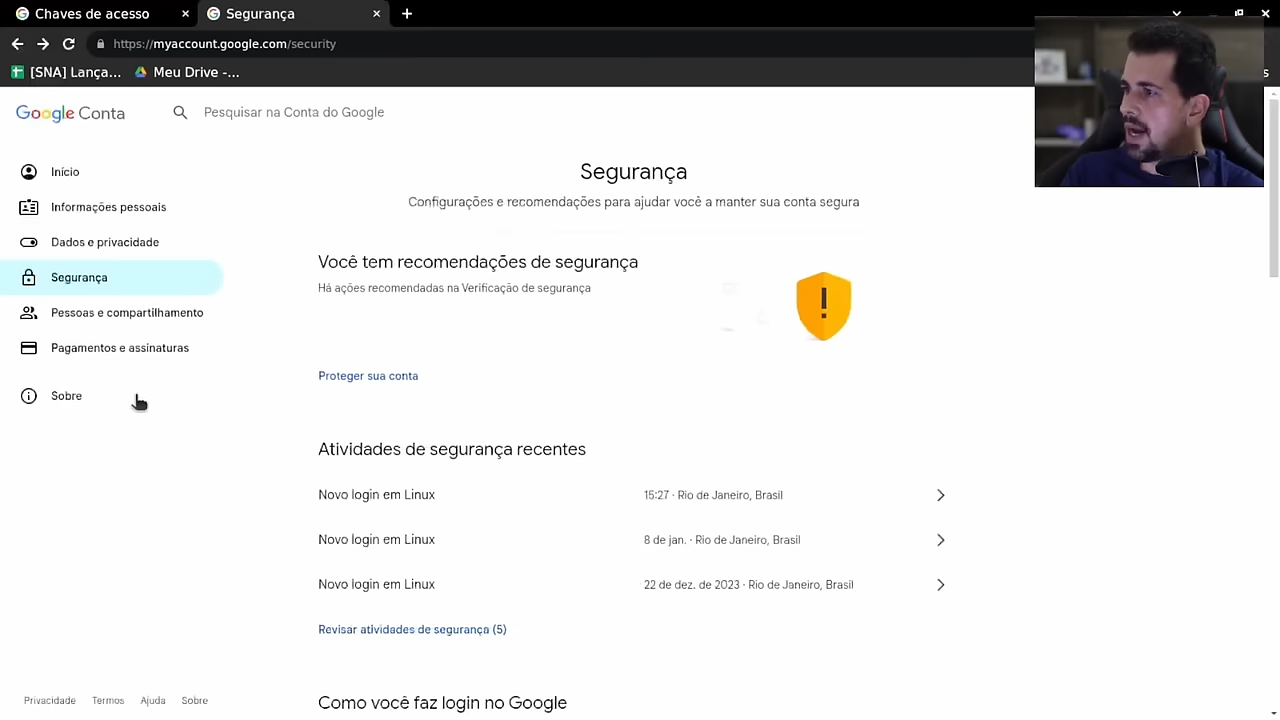 Chaves de acesso
Segurança
https://myaccount.google.com/security
[SNA] Lança...
Meu Drive -...
s
Google Conta
Pesquisar na Conta do Google
Início
Informações pessoais
Dados e privacidade
Segurança
Pessoas e compartilhamento
Pagamentos e assinaturas
Sobre
Segurança
Configurações e recomendações para ajudar você a manter sua conta segura
Você tem recomendações de segurança
Há ações recomendadas na Verificação de segurança
Proteger sua conta
Atividades de segurança recentes
Novo login em Linux 15:27 · Rio de Janeiro, Brasil
Novo login em Linux 8 de jan. · Rio de Janeiro, Brasil
Novo login em Linux 22 de dez. de 2023 · Rio de Janeiro, Brasil
Revisar atividades de segurança (5)
Como você faz login no Google
Privacidade Termos Ajuda Sobre